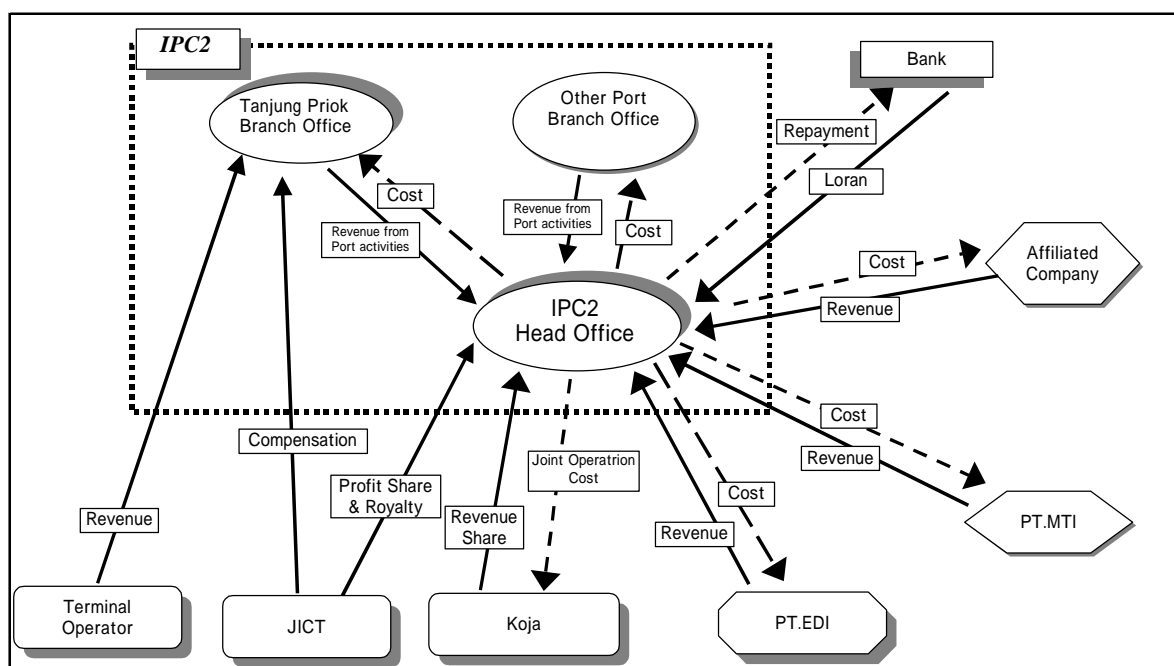 IPC2
Bank
Tanjung Priok
Branch Office
Other Port
Branch Office
Repayment
Loran
Cost
Revenue from
Port activities
Revenue from
Port activities
Cost
Cost
Affiliated
Company
Revenue
IPC2
Head Office
Cost
Revenue
Compensation
Joint Operatrion
Cost
Profit Share
& Royalty
Cost
Revenue
Revenue
Share
Revenue
PT.MTI
Terminal
Operator
JICT
Koja
PT.EDI